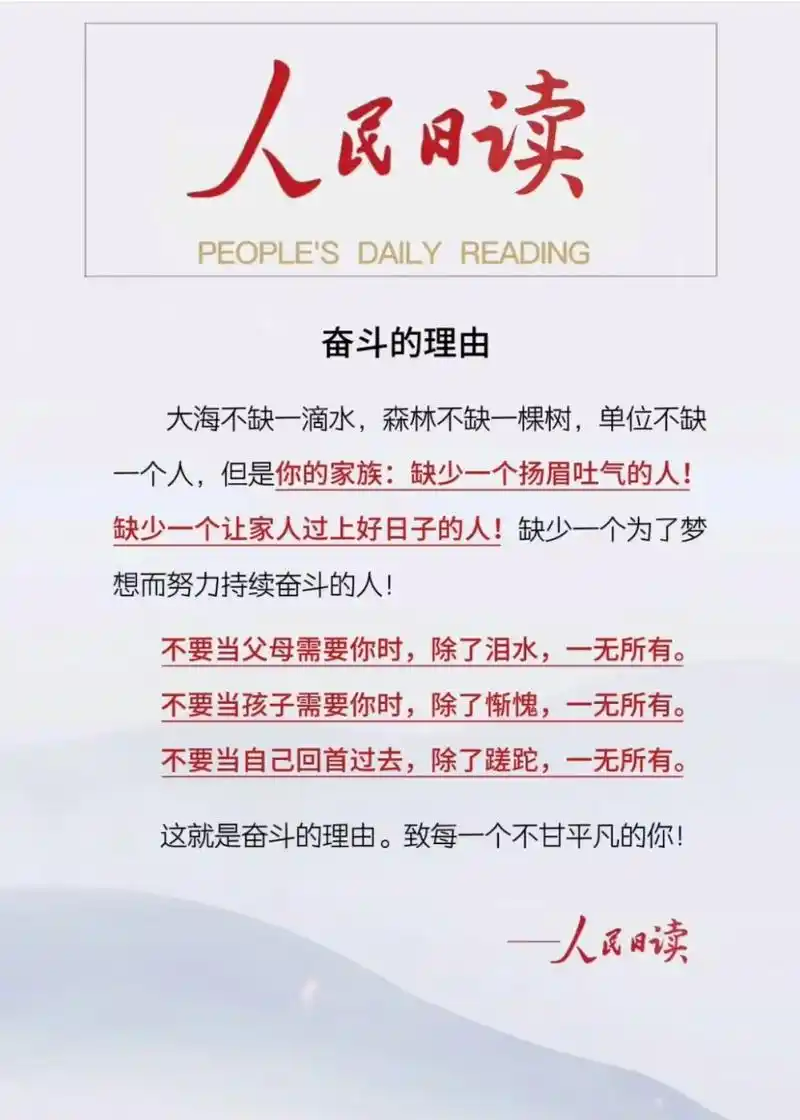 人民日读
PEOPLE'S DAILY READING
奋斗的理由
大海不缺一滴水，森林不缺一棵树，单位不缺
一个人，但是你的家族：缺少一个扬眉吐气的人！
缺少一个让家人过上好日子的人！缺少一个为了梦
想而努力持续奋斗的人！
不要当父母需要你时，除了泪水，一无所有。
不要当孩子需要你时，除了惭愧，一无所有。
不要当自己回首过去，除了蹉跎，一无所有。
这就是奋斗的理由。致每一个不甘平凡的你！
——人民日读